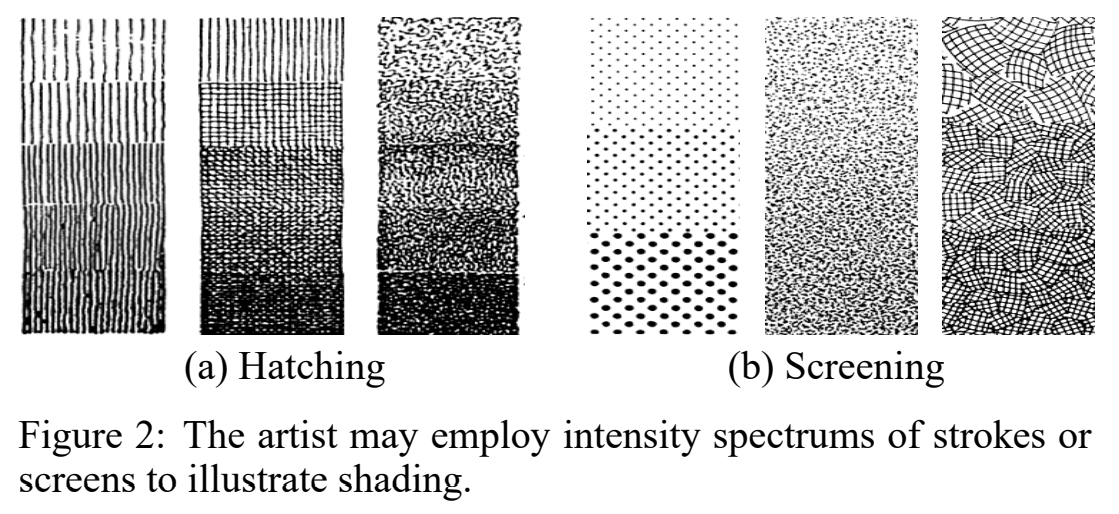 (a) Hatching
(b) Screening
Figure 2: The artist may employ intensity spectrums of strokes or
screens to illustrate shading.